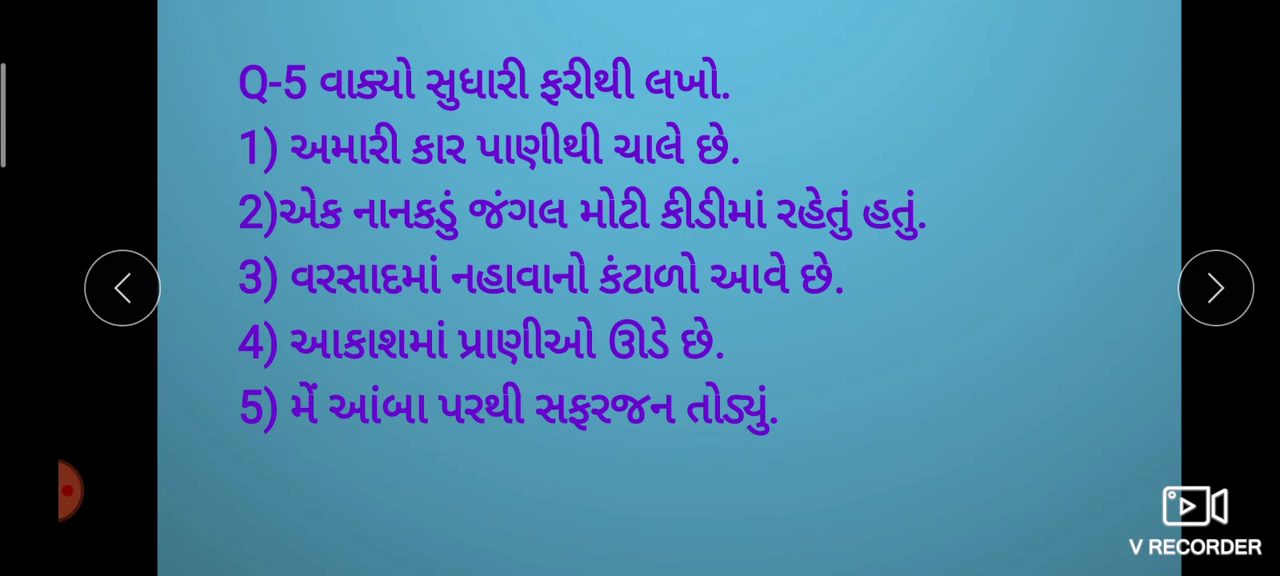 Q-5 વાક્યો સુધારી ફરીથી લખો.
1) અમારી કાર પાણીથી ચાલે છે.
2)એક નાનકડું જંગલ મોટી કીડીમાં રહેતું હતું.
3) વરસાદમાં નહાવાનો કંટાળો આવે છે.
4) આકાશમાં પ્રાણીઓ ઊડે છે.
5) મેં આંબા પરથી સફરજન તોડ્યું.
V RECORDER